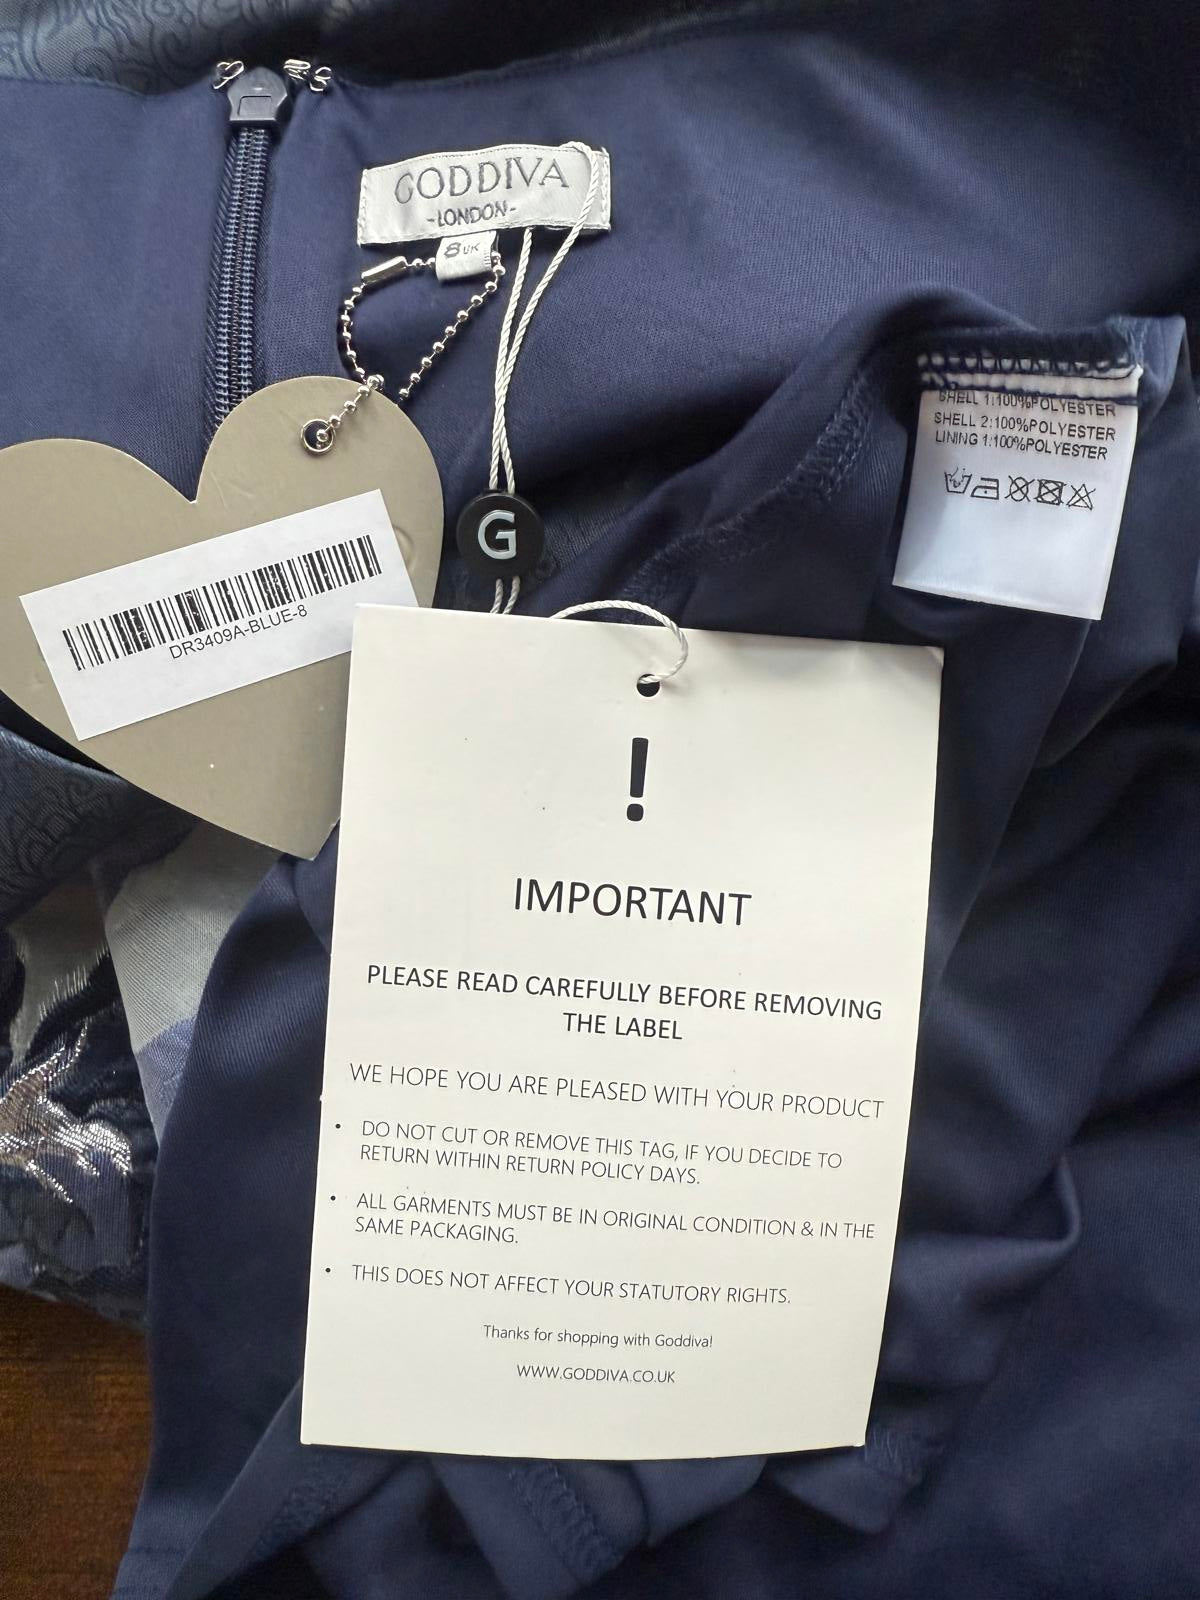 GODDIVA
-LONDON-
8UK
SHELL 1:100%POLYESTER
SHELL 2:100%POLYESTER
LINING 1:100%POLYESTER
G
DR3409A-BLUE-8
!
IMPORTANT
PLEASE READ CAREFULLY BEFORE REMOVING
THE LABEL
WE HOPE YOU ARE PLEASED WITH YOUR PRODUCT
• DO NOT CUT OR REMOVE THIS TAG, IF YOU DECIDE TO
RETURN WITHIN RETURN POLICY DAYS.
• ALL GARMENTS MUST BE IN ORIGINAL CONDITION & IN THE
SAME PACKAGING.
• THIS DOES NOT AFFECT YOUR STATUTORY RIGHTS.
Thanks for shopping with Goddiva!
WWW.GODDIVA.CO.UK